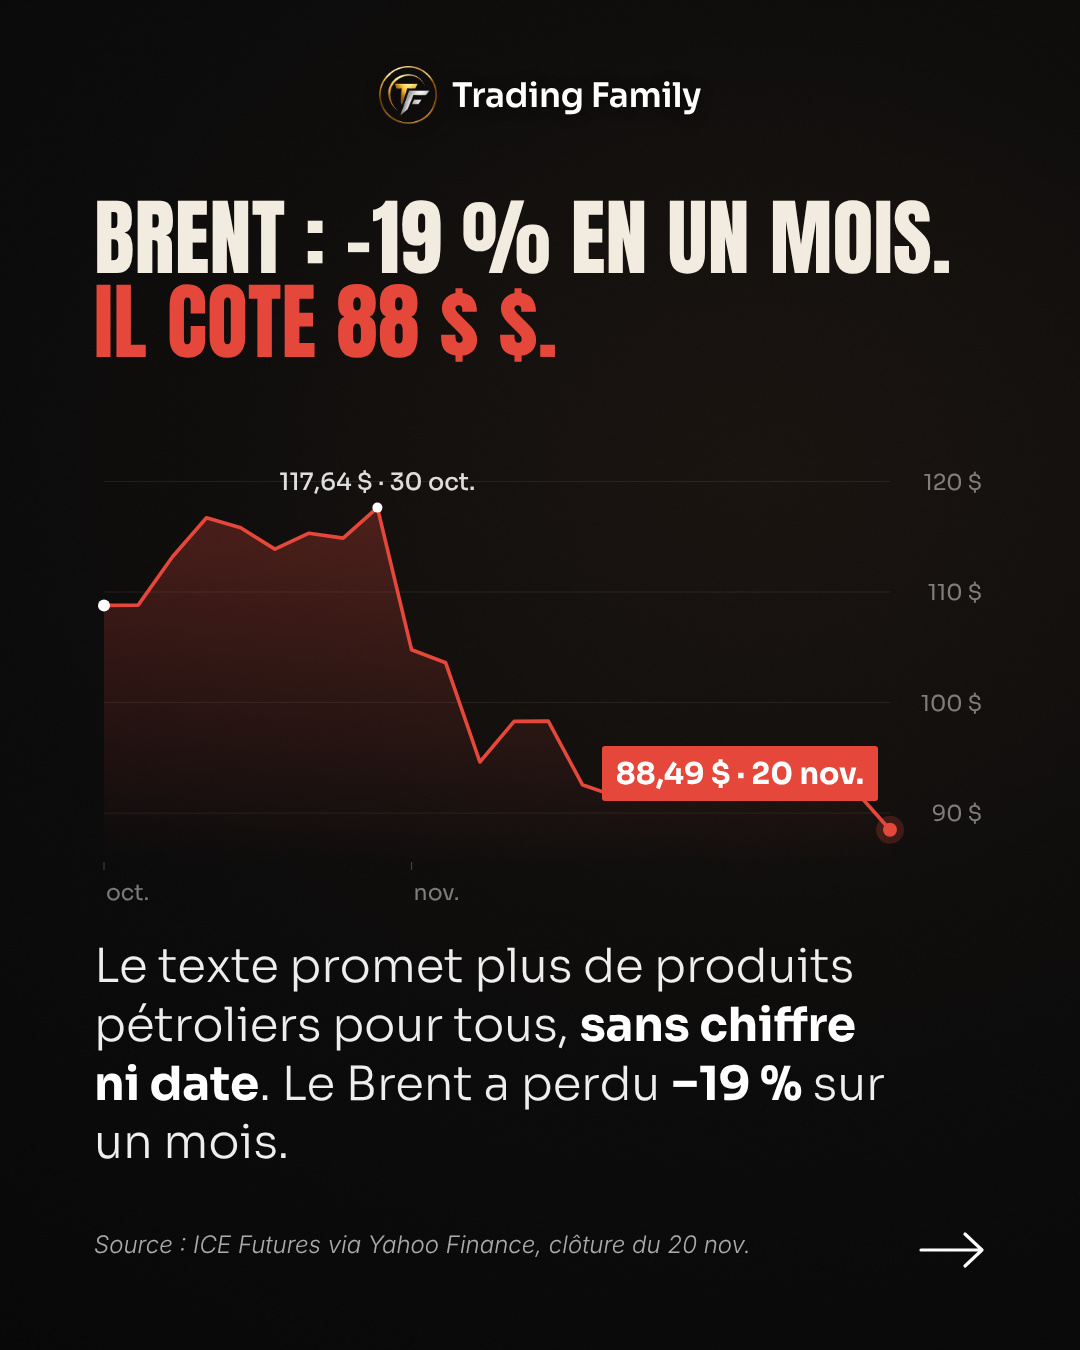 Trading Family
BRENT : -19 % EN UN MOIS.
IL COTE 88 $ $.
117,64 $ · 30 oct.
120 $
110 $
100 $
88,49 $ · 20 nov.
90 $
oct.
nov.
Le texte promet plus de produits
pétroliers pour tous, sans chiffre
ni date. Le Brent a perdu −19 % sur
un mois.
Source : ICE Futures via Yahoo Finance, clôture du 20 nov.